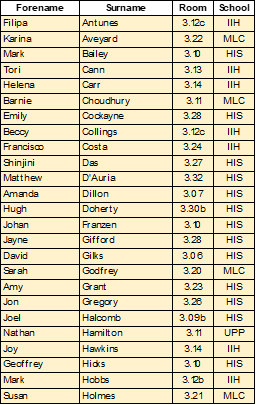 Forename Surname Room School
Filipa Antunes 3.12c IIH
Karina Aveyard 3.22 MLC
Mark Bailey 3.10 HIS
Tori Cann 3.13 IIH
Helena Carr 3.14 IIH
Barnie Choudhury 3.11 MLC
Emily Cockayne 3.28 HIS
Beccy Collings 3.12c IIH
Francisco Costa 3.24 IIH
Shinjini Das 3.27 HIS
Matthew D'Auria 3.32 HIS
Amanda Dillon 3.07 HIS
Hugh Doherty 3.30b HIS
Johan Franzen 3.10 HIS
Jayne Gifford 3.28 HIS
David Gilks 3.06 HIS
Sarah Godfrey 3.20 MLC
Amy Grant 3.23 HIS
Jon Gregory 3.26 HIS
Joel Halcomb 3.09b HIS
Nathan Hamilton 3.11 UPP
Joy Hawkins 3.14 IIH
Geoffrey Hicks 3.10 HIS
Mark Hobbs 3.12b IIH
Susan Holmes 3.21 MLC